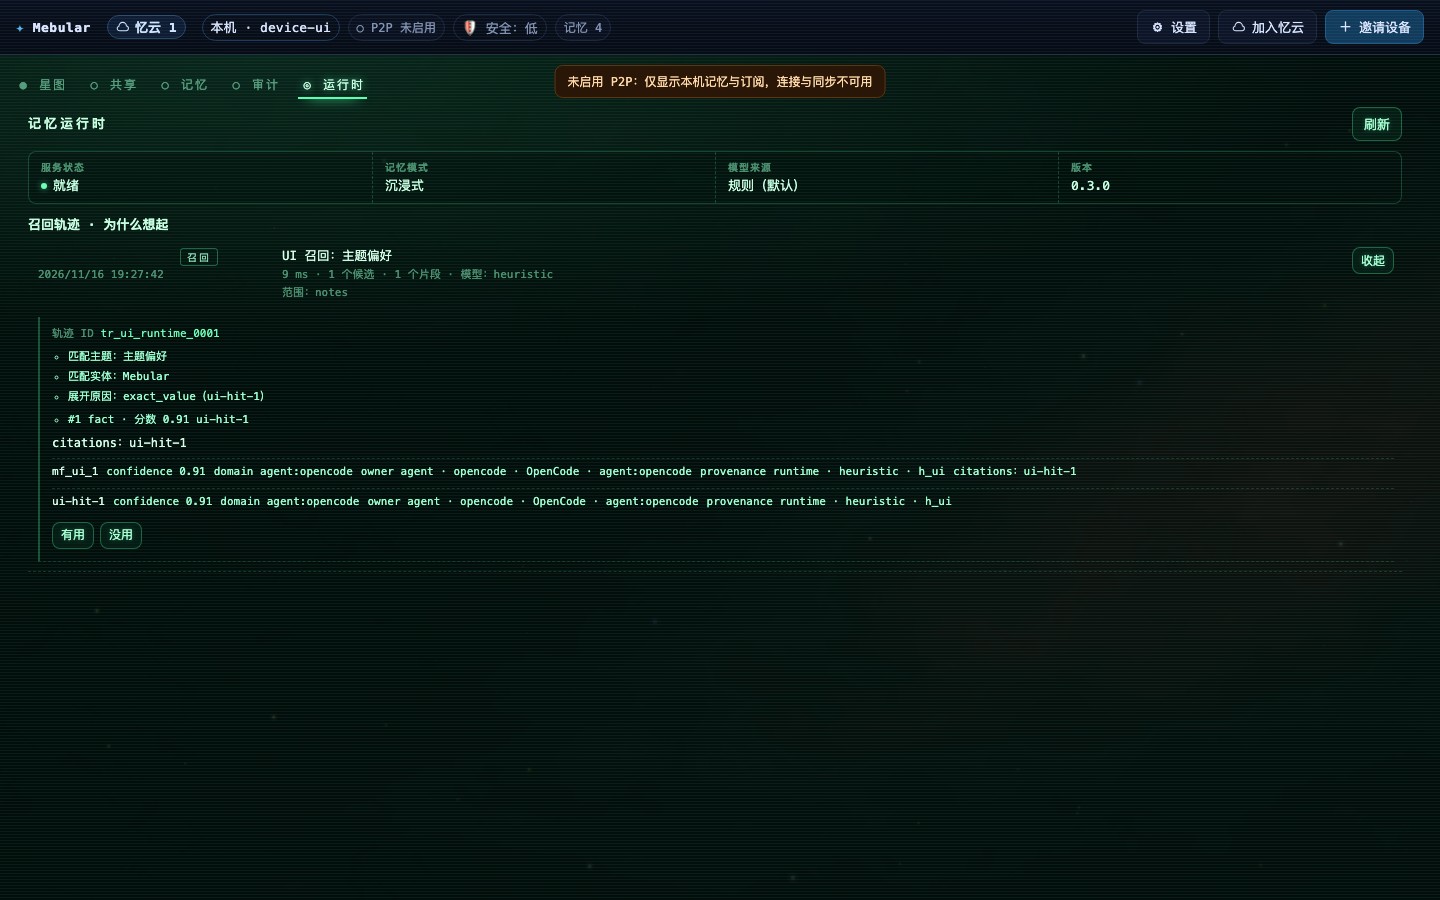 Mebular 忆云 1 本机 · device-ui P2P 未启用 安全: 低 记忆 4 设置 加入忆云 + 邀请设备
星图 共享 记忆 审计 运行时
未启用 P2P: 仅显示本机记忆与订阅, 连接与同步不可用
记忆运行时 刷新
服务状态 记忆模式 模型来源 版本
就绪 沉浸式 规则 (默认) 0.3.0
召回轨迹 · 为什么想起
召回 UI 召回: 主题偏好 收起
2026/11/16 19:27:42 9 ms · 1 个候选 · 1 个片段 · 模型: heuristic
范围: notes
轨迹 ID tr_ui_runtime_0001
匹配主题: 主题偏好
匹配实体: Mebular
展开原因: exact_value (ui-hit-1)
#1 fact · 分数 0.91 ui-hit-1
citations: ui-hit-1
mf_ui_1 confidence 0.91 domain agent:opencode owner agent · opencode · OpenCode · agent:opencode provenance runtime · heuristic · h_ui citations: ui-hit-1
ui-hit-1 confidence 0.91 domain agent:opencode owner agent · opencode · OpenCode · agent:opencode provenance runtime · heuristic · h_ui
有用 没用